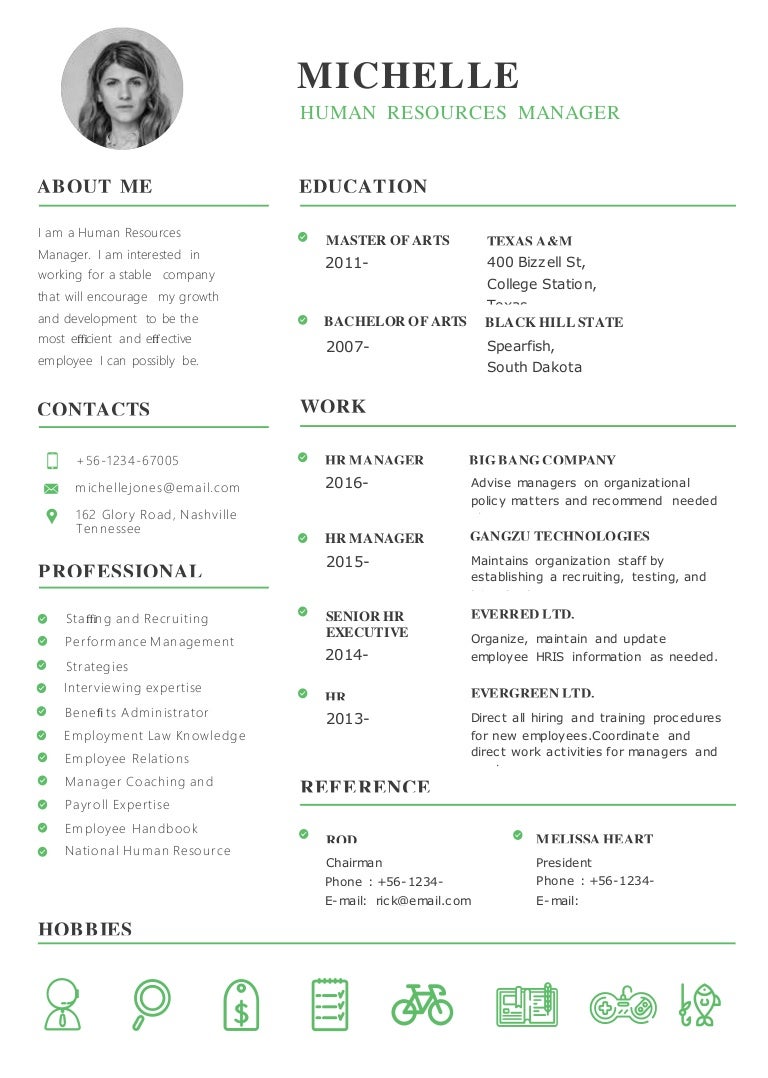 MICHELLE
HUMAN RESOURCES MANAGER
ABOUT ME
I am a Human Resources
Manager. I am interested in
working for a stable company
that will encourage my growth
and development to be the
most efficient and effective
employee I can possibly be.
CONTACTS
+56-1234-67005
michellejones@email.com
162 Glory Road, Nashville
Tennessee
PROFESSIONAL
Staffing and Recruiting
Performance Management
Strategies
Interviewing expertise
Benefits Administrator
Employment Law Knowledge
Employee Relations
Manager Coaching and
Payroll Expertise
Employee Handbook
National Human Resource
EDUCATION
MASTER OF ARTS
2011-
TEXAS A&M
400 Bizzell St,
College Station,
Texas
BACHELOR OF ARTS
2007-
BLACK HILL STATE
Spearfish,
South Dakota
WORK
HR MANAGER
2016-
BIG BANG COMPANY
Advise managers on organizational
policy matters and recommend needed
HR MANAGER
2015-
GANGZU TECHNOLOGIES
Maintains organization staff by
establishing a recruiting, testing, and
SENIOR HR
EXECUTIVE
2014-
EVERRED LTD.
Organize, maintain and update
employee HRIS information as needed.
HR
2013-
EVERGREEN LTD.
Direct all hiring and training procedures
for new employees.Coordinate and
direct work activities for managers and
REFERENCE
ROD
Chairman
Phone : +56-1234-
E-mail: rick@email.com
MELISSA HEART
President
Phone : +56-1234-
E-mail:
HOBBIES